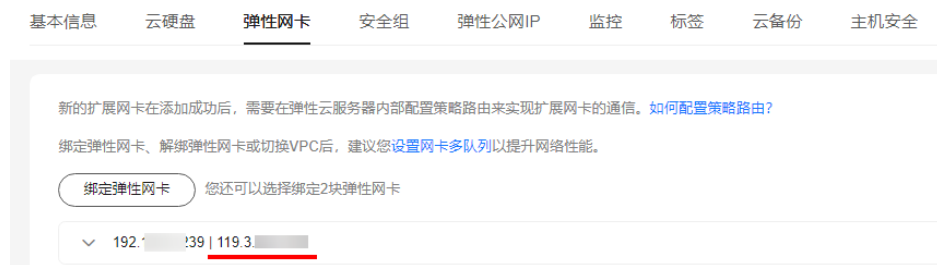 基本信息 云硬盘 弹性网卡 安全组 弹性公网IP 监控 标签 云备份 主机安全
新的扩展网卡在添加成功后，需要在弹性云服务器内部配置策略路由来实现扩展网卡的通信。如何配置策略路由？
绑定弹性网卡、解绑弹性网卡或切换VPC后，建议您设置网卡多队列以提升网络性能。
绑定弹性网卡 您还可以选择绑定2块弹性网卡
192. 239 | 119.3.